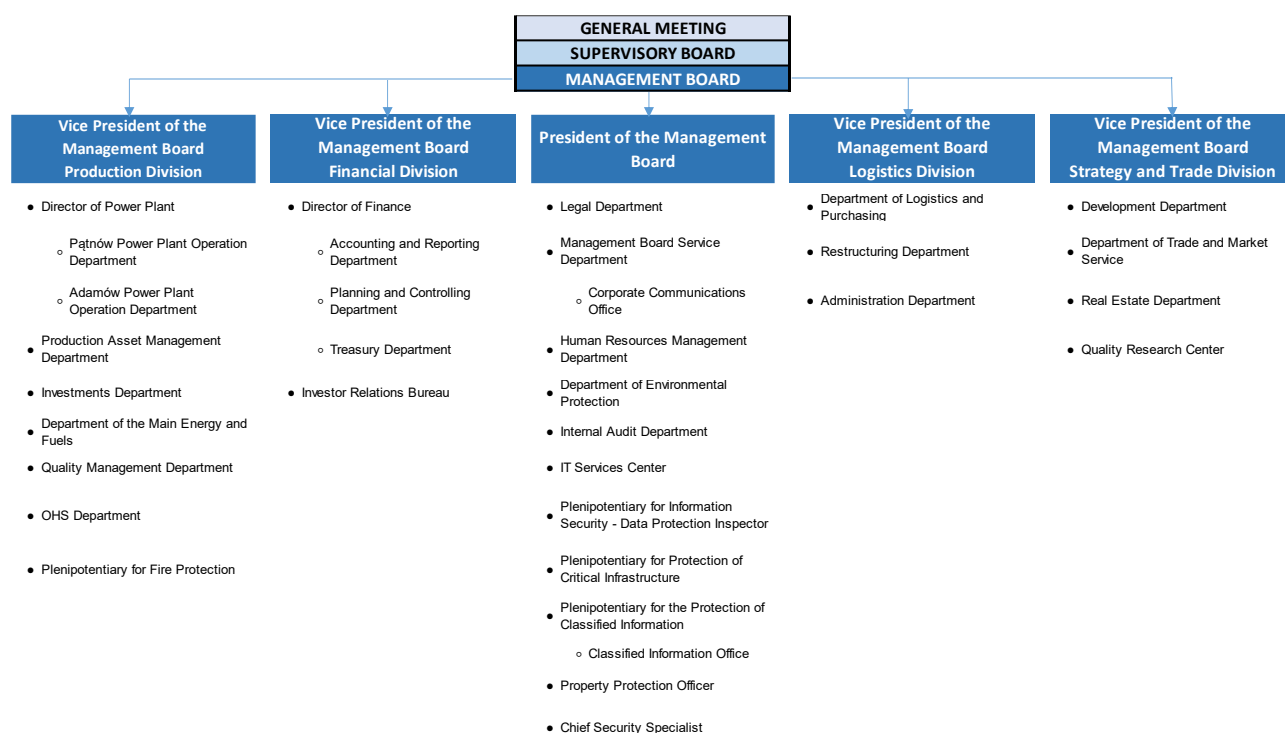 GENERAL MEETING
SUPERVISORY BOARD
MANAGEMENT BOARD
Vice President of the
Management Board
Production Division
● Director of Power Plant
○ Pątnów Power Plant Operation
Department
○ Adamów Power Plant
Operation Department
● Production Asset Management
Department
● Investments Department
● Department of the Main Energy and
Fuels
● Quality Management Department
● OHS Department
● Plenipotentiary for Fire Protection
Vice President of the
Management Board
Financial Division
● Director of Finance
○ Accounting and Reporting
Department
○ Planning and Controlling
Department
○ Treasury Department
● Investor Relations Bureau
President of the Management
Board
● Legal Department
● Management Board Service
Department
○ Corporate Communications
Office
● Human Resources Management
Department
● Department of Environmental
Protection
● Internal Audit Department
● IT Services Center
● Plenipotentiary for Information
Security - Data Protection Inspector
● Plenipotentiary for Protection of
Critical Infrastructure
● Plenipotentiary for the Protection of
Classified Information
○ Classified Information Office
● Property Protection Officer
● Chief Security Specialist
Vice President of the
Management Board
Logistics Division
● Department of Logistics and
Purchasing
● Restructuring Department
● Administration Department
Vice President of the
Management Board
Strategy and Trade Division
● Development Department
● Department of Trade and Market
Service
● Real Estate Department
● Quality Research Center